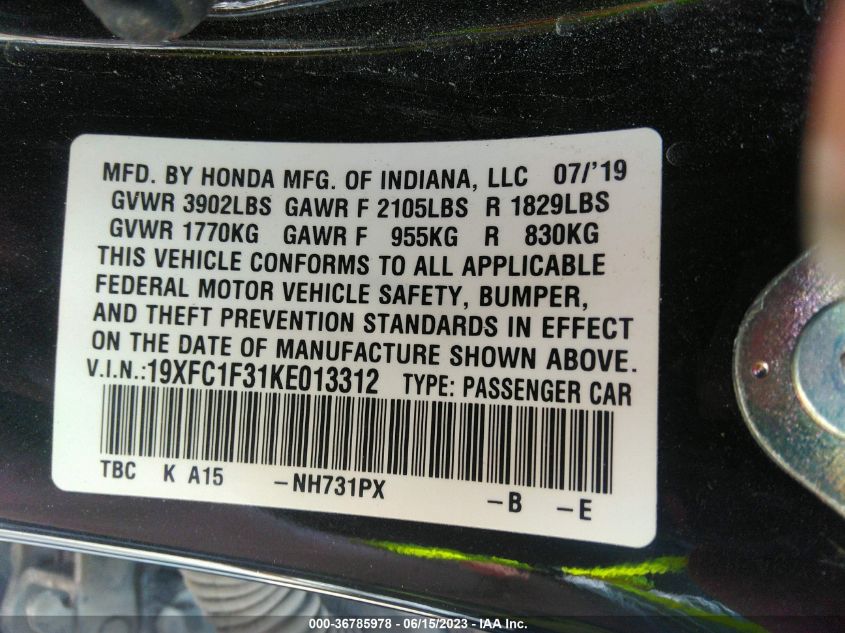 MFD. BY HONDA MFG. OF INDIANA, LLC 07/'19
GVWR 3902LBS GAWR F 2105LBS R 1829LBS
GVWR 1770KG GAWR F 955KG R 830KG
THIS VEHICLE CONFORMS TO ALL APPLICABLE
FEDERAL MOTOR VEHICLE SAFETY, BUMPER,
AND THEFT PREVENTION STANDARDS IN EFFECT
ON THE DATE OF MANUFACTURE SHOWN ABOVE.
V.I.N.:19XFC1F31KE013312 TYPE: PASSENGER CAR
TBC K A15 -NH731PX -B -E
000-36785978 - 06/15/2023 - iaai.com